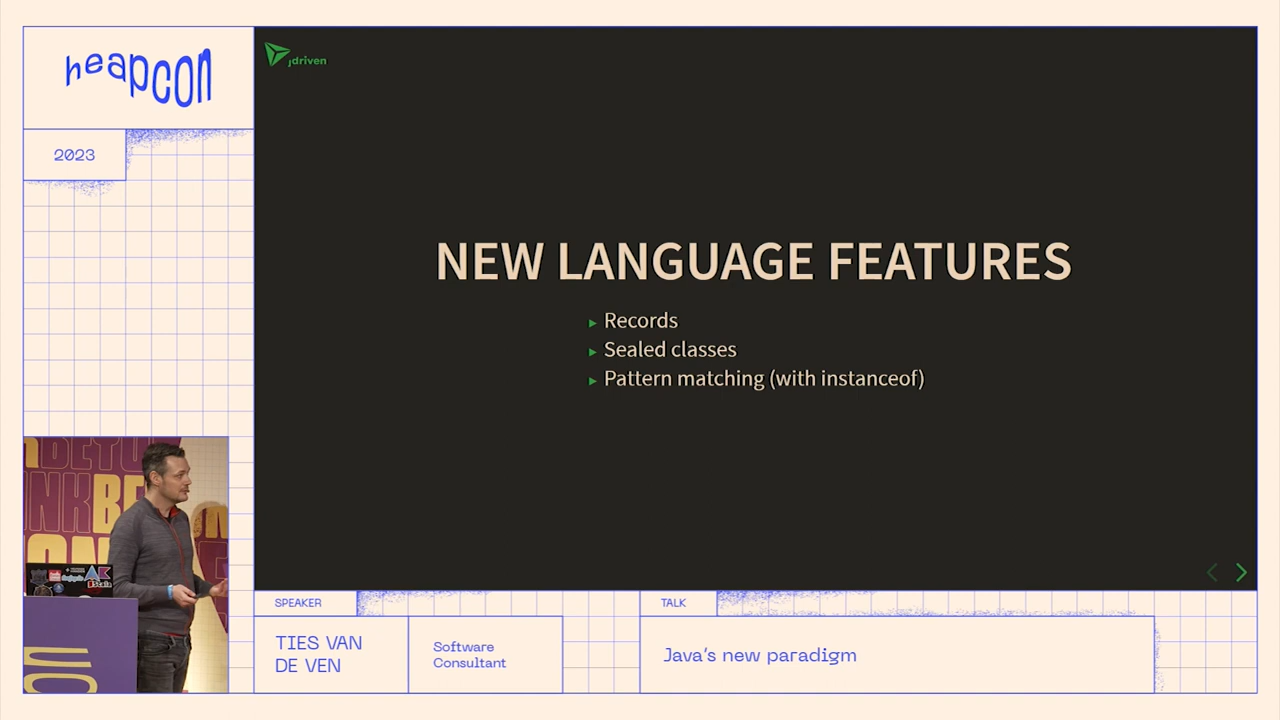 heapcon
2023
jdriven
NEW LANGUAGE FEATURES
Records
Sealed classes
Pattern matching (with instanceof)
SPEAKER
TIES VAN
DE VEN
Software
Consultant
TALK
Java's new paradigm